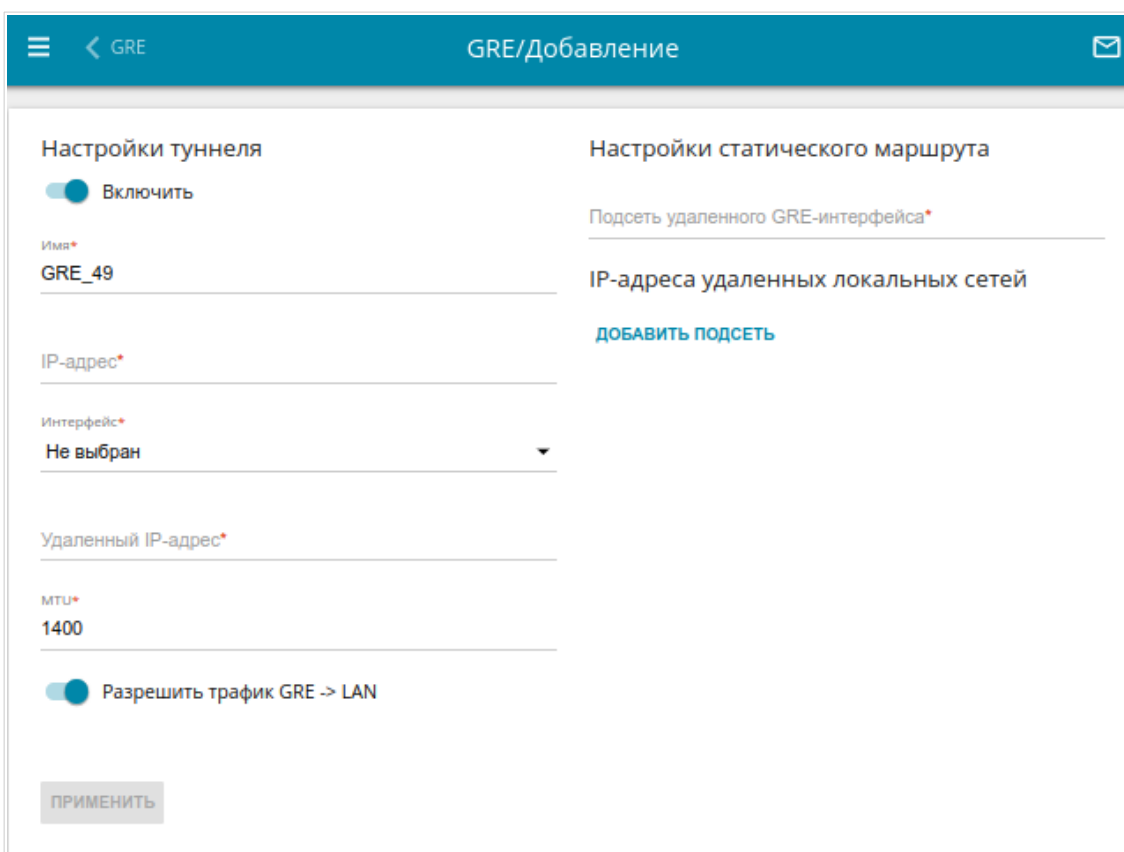 GRE
GRE/Добавление
Настройки туннеля
Включить
Имя*
GRE_49
IP-адрес*
Интерфейс*
Не выбран
Удаленный IP-адрес*
MTU*
1400
Разрешить трафик GRE -> LAN
ПРИМЕНИТЬ
Настройки статического маршрута
Подсеть удаленного GRE-интерфейса*
IP-адреса удаленных локальных сетей
ДОБАВИТЬ ПОДСЕТЬ